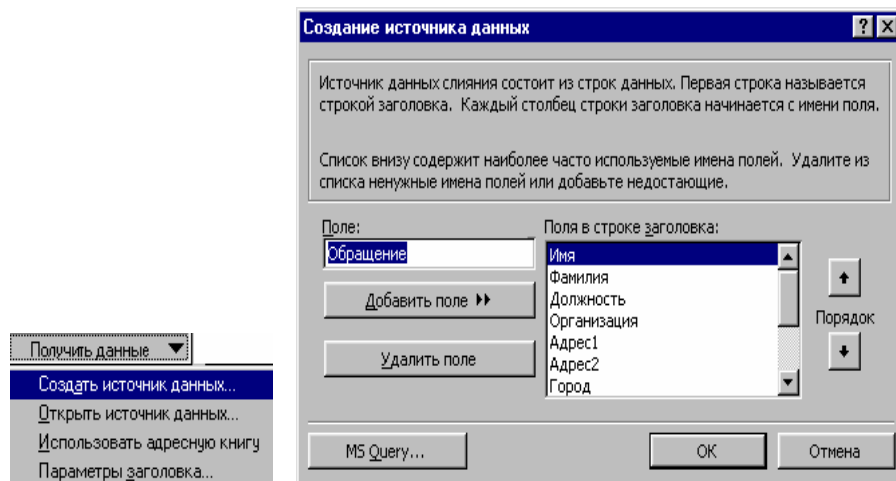 Создание источника данных
Источник данных слияния состоит из строк данных. Первая строка называется
строкой заголовка. Каждый столбец строки заголовка начинается с имени поля.
Список внизу содержит наиболее часто используемые имена полей. Удалите из
списка ненужные имена полей или добавьте недостающие.
Поле:
Обращение
Добавить поле
Удалить поле
Поля в строке заголовка:
Имя
Фамилия
Должность
Организация
Адрес1
Адрес2
Город
Порядок
MS Query...
OK
Отмена
Получить данные
Создать источник данных...
Открыть источник данных...
Использовать адресную книгу
Параметры заголовка...